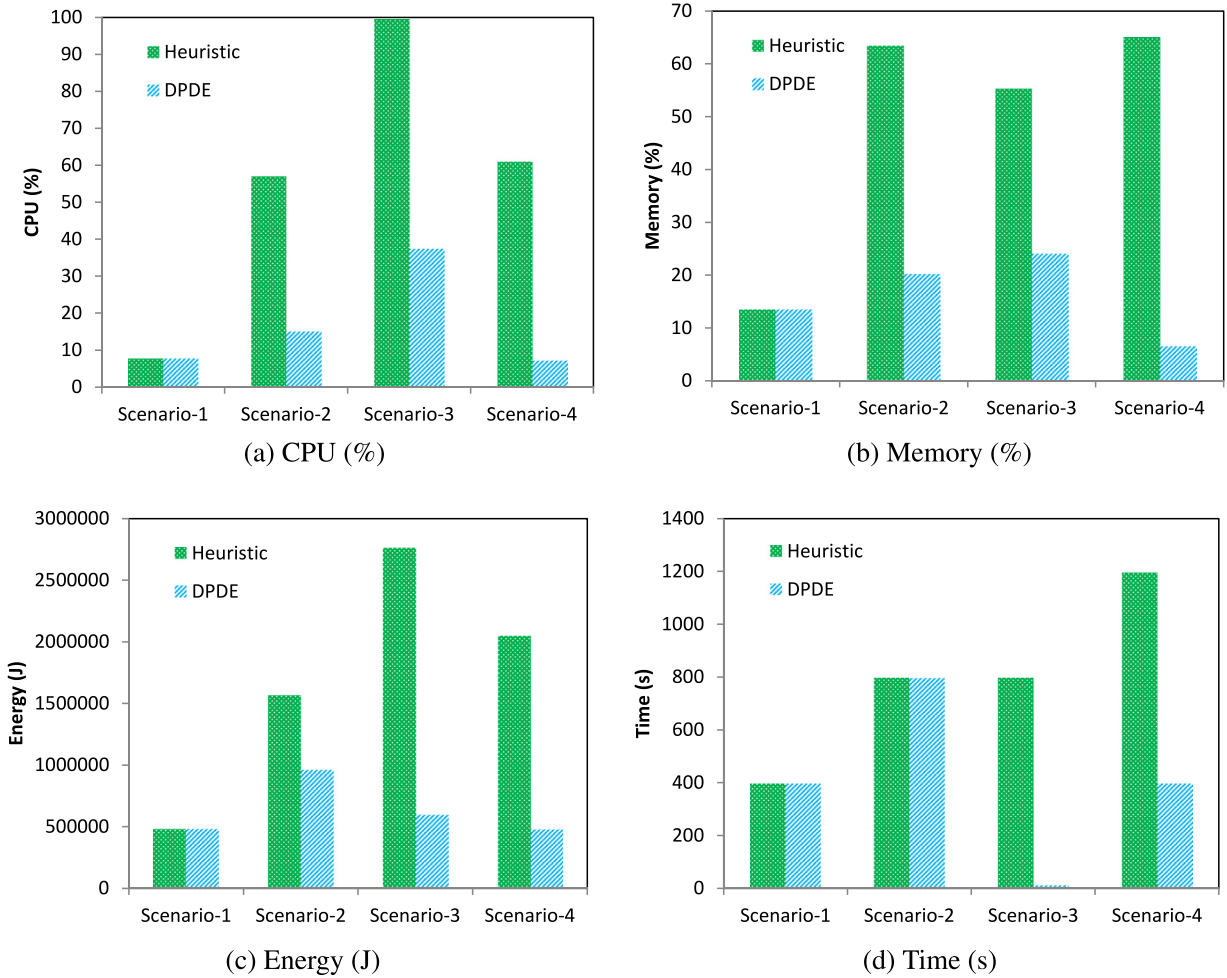 100
90
80
70
60
50
40
30
20
10
0
CPU (%)
Heuristic
DPDE
Scenario-1 Scenario-2 Scenario-3 Scenario-4
(a) CPU (%)
70
60
50
40
30
20
10
0
Memory (%)
Heuristic
DPDE
Scenario-1 Scenario-2 Scenario-3 Scenario-4
(b) Memory (%)
3000000
2500000
2000000
1500000
1000000
500000
0
Energy (J)
Heuristic
DPDE
Scenario-1 Scenario-2 Scenario-3 Scenario-4
(c) Energy (J)
1400
1200
1000
800
600
400
200
0
Time (s)
Heuristic
DPDE
Scenario-1 Scenario-2 Scenario-3 Scenario-4
(d) Time (s)